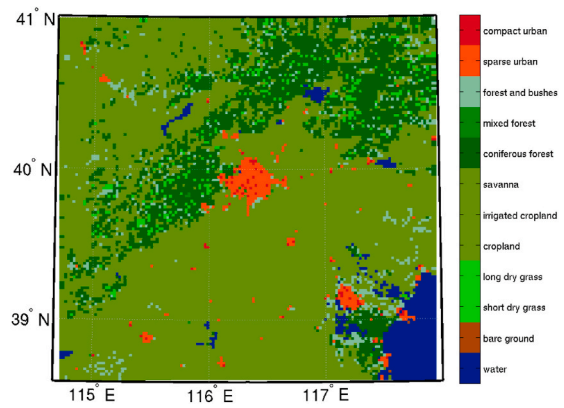 41° N
40° N
39° N
115° E
116° E
117° E
compact urban
sparse urban
forest and bushes
mixed forest
coniferous forest
savanna
irrigated cropland
cropland
long dry grass
short dry grass
bare ground
water